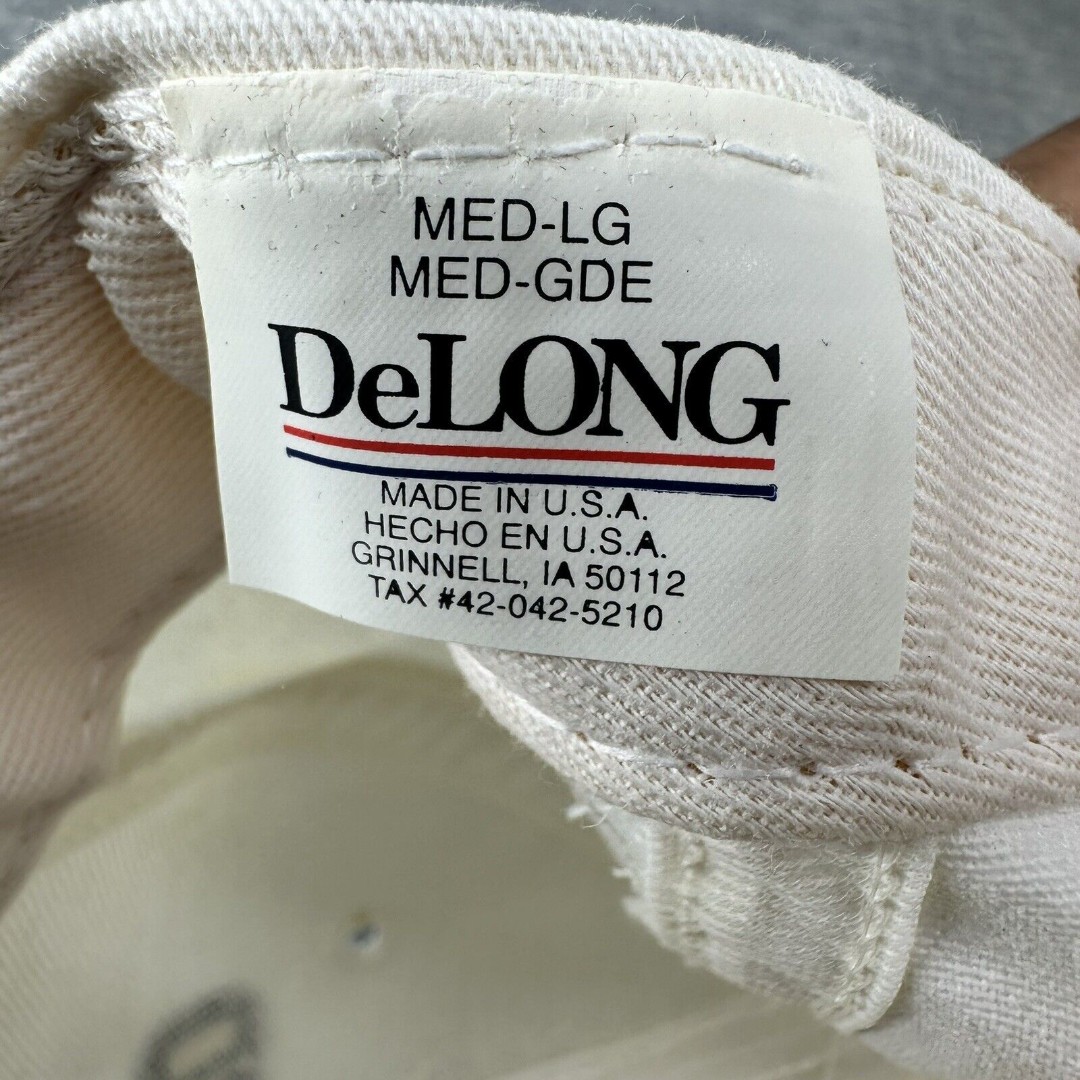 MED-LG
MED-GDE
DeLONG
MADE IN U.S.A.
HECHO EN U.S.A.
GRINNELL, IA 50112
TAX #42-042-5210